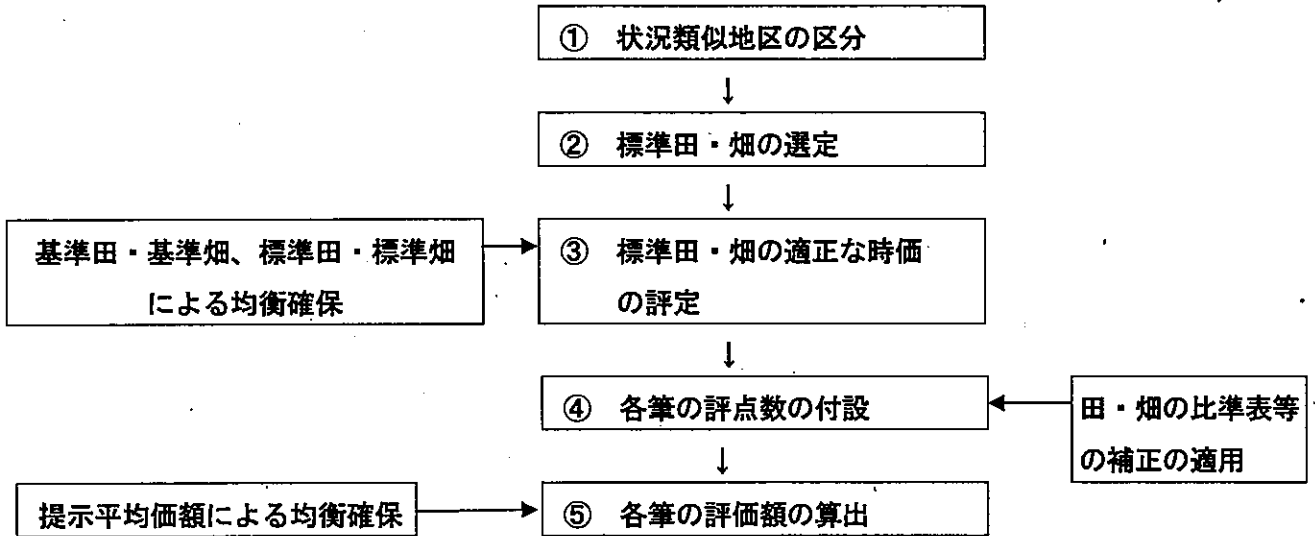 ① 状況類似地区の区分
↓
② 標準田・畑の選定
↓
基準田・基準畑、標準田・標準畑
による均衡確保
③ 標準田・畑の適正な時価
の評定
↓
④ 各筆の評点数の付設
田・畑の比準表等
の補正の適用
↓
提示平均価額による均衡確保
⑤ 各筆の評価額の算出